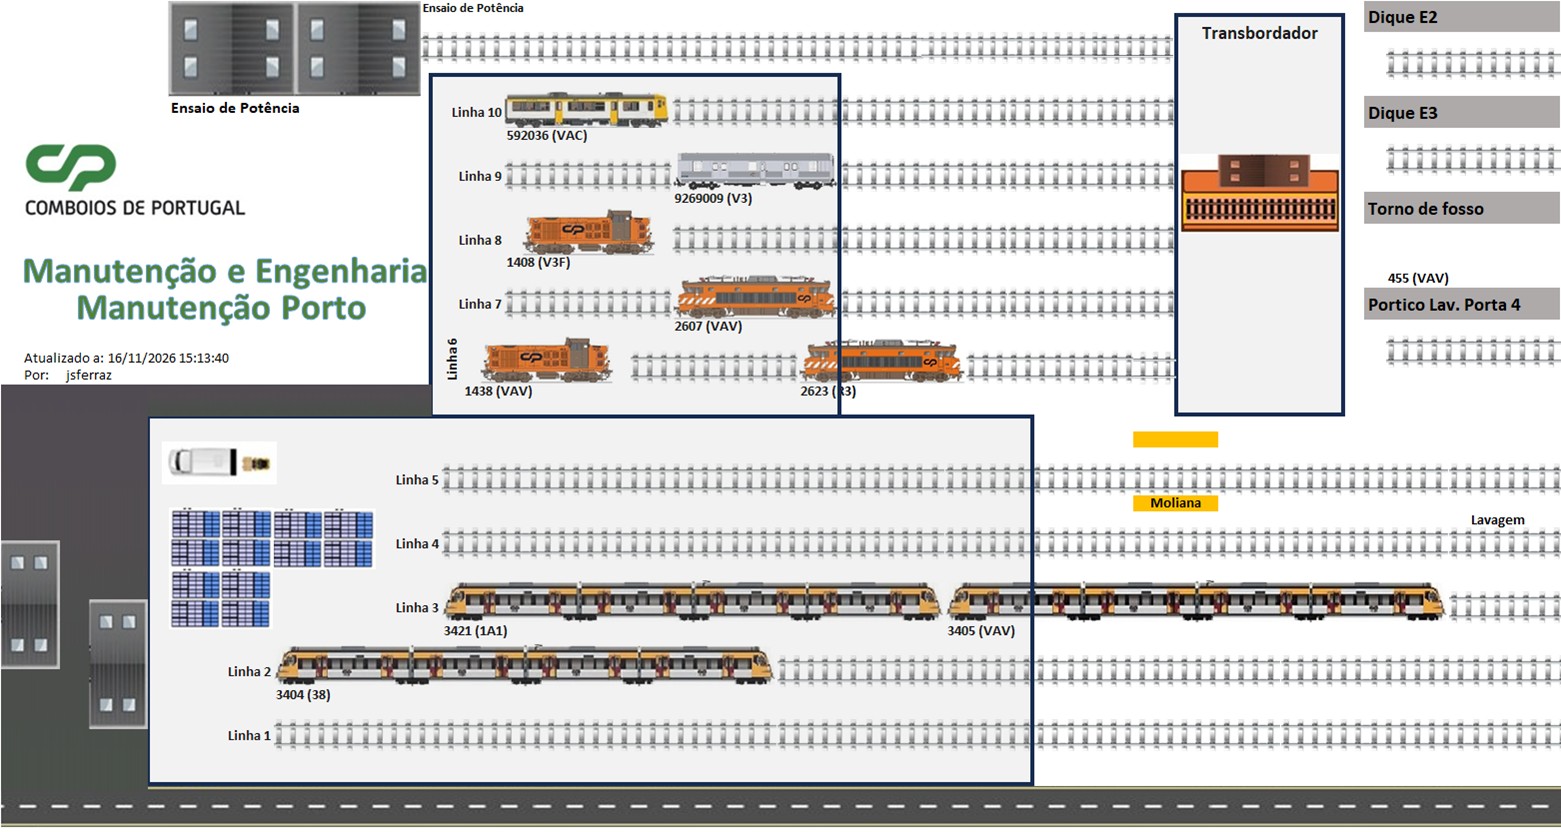 Ensaio de Potência
Ensaio de Potência
CP
COMBOIOS DE PORTUGAL
Manutenção e Engenharia
Manutenção Porto
Atualizado a: 16/11/2026 15:13:40
Por: jsferraz
Linha 10
592036 (VAC)
Linha 9
9269009 (V3)
Linha 8
1408 (V3F)
Linha 7
2607 (VAV)
Linha 6
1438 (VAV)
2623 (R3)
Transbordador
Dique E2
Dique E3
Torno de fosso
455 (VAV)
Portico Lav. Porta 4
Linha 5
Moliana
Lavagem
Linha 4
Linha 3
3421 (1A1)
3405 (VAV)
Linha 2
3404 (38)
Linha 1